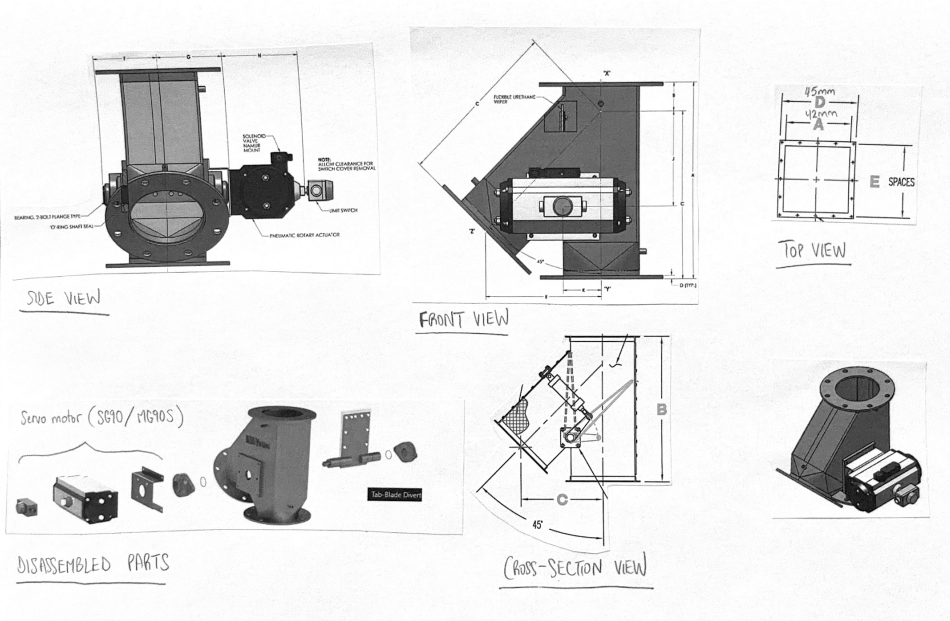 I G H
SOLENOID
VALVE
NAMUR
MOUNT
NOTE:
ALLOW CLEARANCE FOR
SWITCH COVER REMOVAL
LIMIT SWITCH
BEARING, 2-BOLT FLANGE TYPE
'O'-RING SHAFT SEAL
PNEUMATIC ROTARY ACTUATOR
SIDE VIEW
"X"
FLEXIBLE URETHANE
WIPER
C
B
J
A
C
"Z"
45°
K
"Y"
D (TYP.)
E
FRONT VIEW
45mm
D
42mm
A
E SPACES
TOP VIEW
Servo motor (SG90/MG90S)
Tab-Blade Divert
DISASSEMBLED PARTS
B
C
45°
CROSS-SECTION VIEW